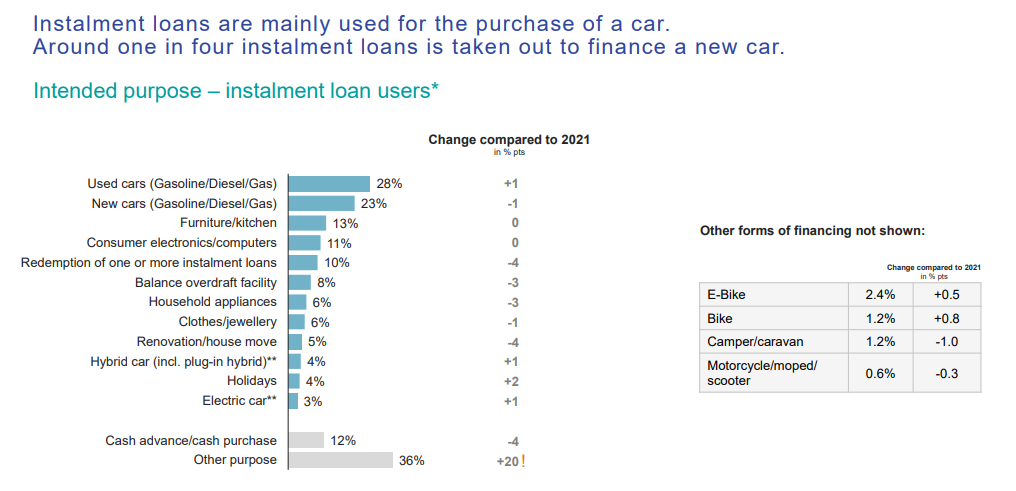 Instalment loans are mainly used for the purchase of a car.
Around one in four instalment loans is taken out to finance a new car.
Intended purpose – instalment loan users*
Change compared to 2021
in % pts
Used cars (Gasoline/Diesel/Gas) 28% +1
New cars (Gasoline/Diesel/Gas) 23% -1
Furniture/kitchen 13% 0
Consumer electronics/computers 11% 0
Redemption of one or more instalment loans 10% -4
Balance overdraft facility 8% -3
Household appliances 6% -3
Clothes/jewellery 6% -1
Renovation/house move 5% -4
Hybrid car (incl. plug-in hybrid)** 4% +1
Holidays 4% +2
Electric car** 3% +1
Cash advance/cash purchase 12% -4
Other purpose 36% +20 !
Other forms of financing not shown:
Change compared to 2021
in % pts
E-Bike 2.4% +0.5
Bike 1.2% +0.8
Camper/caravan 1.2% -1.0
Motorcycle/moped/
scooter 0.6% -0.3